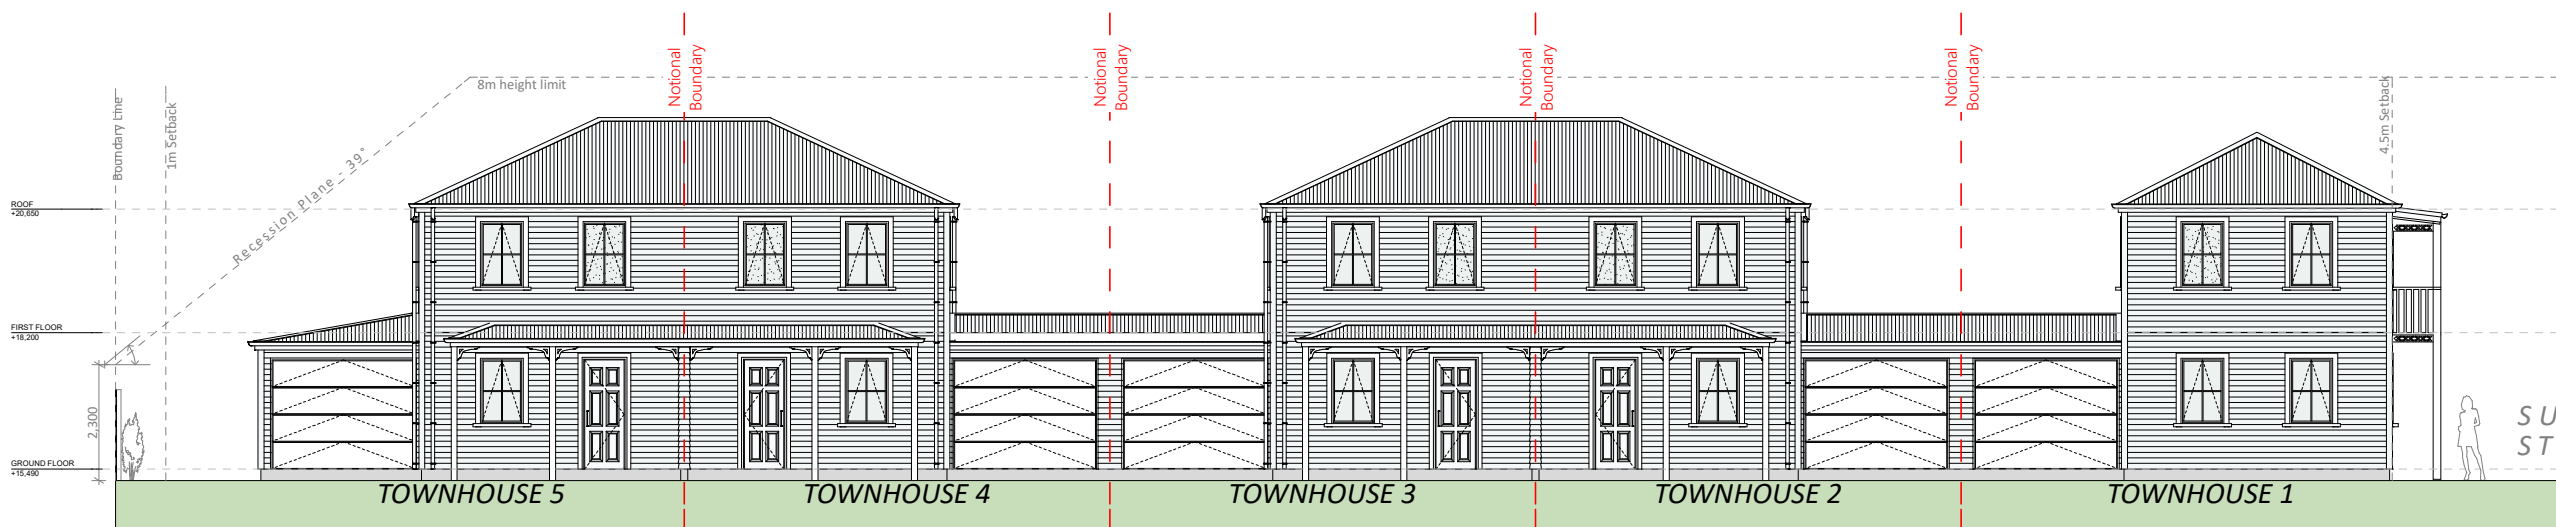 Notional
Boundary
Notional
Boundary
Notional
Boundary
Notional
Boundary
8m height limit
Boundary Line
1m Setback
Recession Plane - 39°
4.5m Setback
ROOF
+20,650
FIRST FLOOR
+18,200
2,300
GROUND FLOOR
+15,490
SU
ST
TOWNHOUSE 5
TOWNHOUSE 4
TOWNHOUSE 3
TOWNHOUSE 2
TOWNHOUSE 1